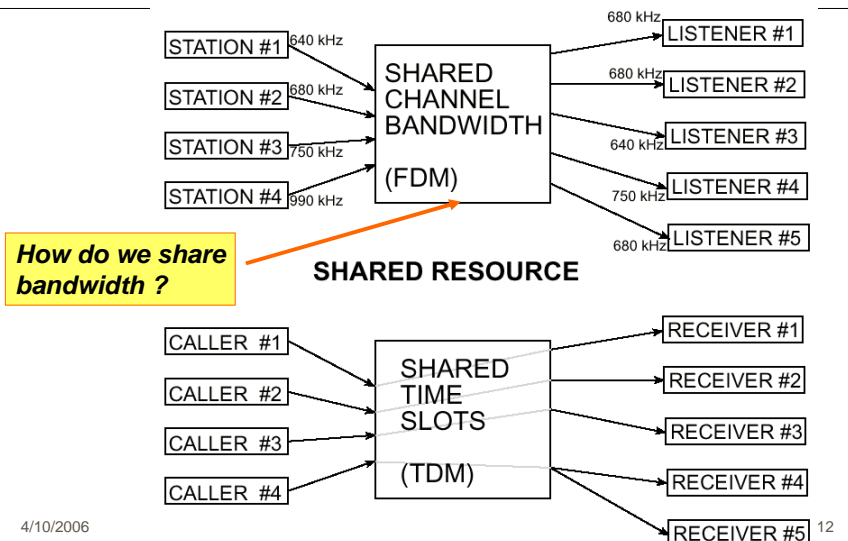 STATION #1
640 kHz
STATION #2
680 kHz
STATION #3
750 kHz
STATION #4
990 kHz
SHARED
CHANNEL
BANDWIDTH
(FDM)
680 kHz
LISTENER #1
680 kHz
LISTENER #2
640 kHz
LISTENER #3
750 kHz
LISTENER #4
680 kHz
LISTENER #5
How do we share
bandwidth ?
SHARED RESOURCE
CALLER #1
CALLER #2
CALLER #3
CALLER #4
SHARED
TIME
SLOTS
(TDM)
RECEIVER #1
RECEIVER #2
RECEIVER #3
RECEIVER #4
RECEIVER #5
4/10/2006
12